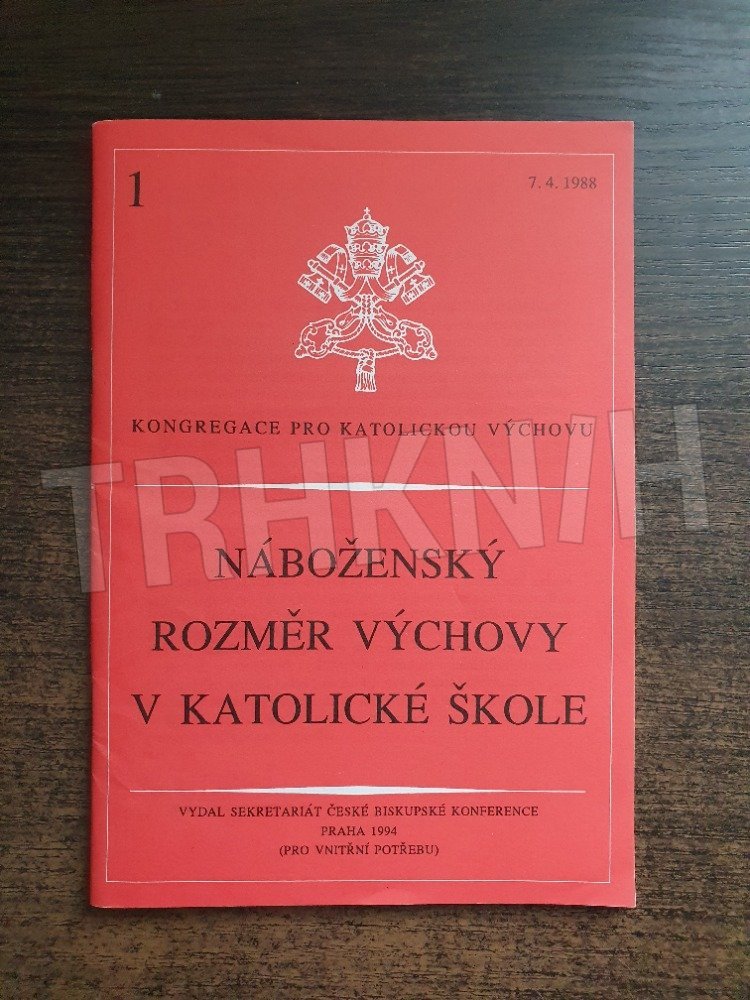 1
7. 4. 1988
KONGREGACE PRO KATOLICKOU VÝCHOVU
TRHKNIH
NÁBOŽENSKÝ
ROZMĚR VÝCHOVY
V KATOLICKÉ ŠKOLE
VYDAL SEKRETARIÁT ČESKÉ BISKUPSKÉ KONFERENCE
PRAHA 1994
(PRO VNITŘNÍ POTŘEBU)